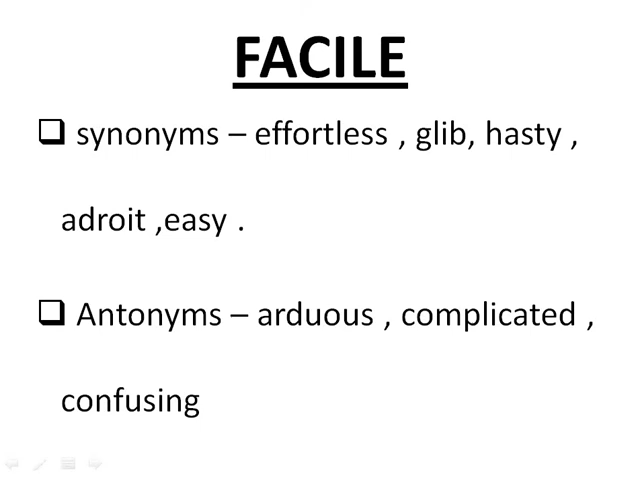 FACILE
synonyms – effortless , glib, hasty ,
adroit ,easy .
Antonyms – arduous , complicated ,
confusing